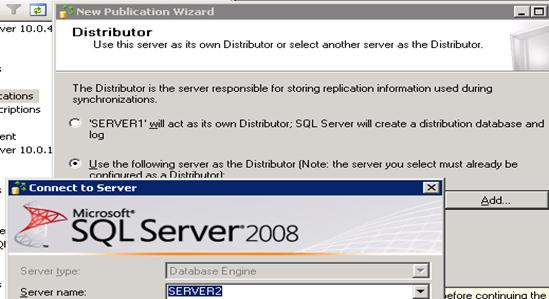 New Publication Wizard
ver 10.0.4
Distributor
Use this server as its own Distributor or select another server as the Distributor.
The Distributor is the server responsible for storing replication information used during
synchronizations.
cations
criptions
'SERVER1' will act as its own Distributor; SQL Server will create a distribution database and
log
ent
ver 10.0.1
Use the following server as the Distributor (Note: the server you select must already be
configured as a Distributor):
Connect to Server
Add...
Microsoft®
SQL Server 2008
Server type:
Database Engine
Server name:
SERVER2
efore continuing the